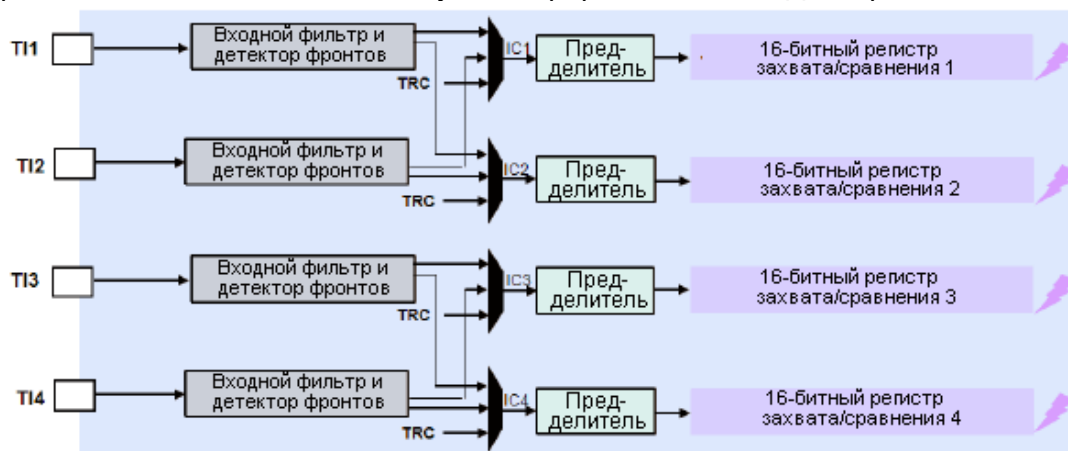 TI1
Входной фильтр и
детектор фронтов
TRC
IC1
Пред-
делитель
16-битный регистр
захвата/сравнения 1
TI2
Входной фильтр и
детектор фронтов
TRC
IC2
Пред-
делитель
16-битный регистр
захвата/сравнения 2
TI3
Входной фильтр и
детектор фронтов
TRC
IC3
Пред-
делитель
16-битный регистр
захвата/сравнения 3
TI4
Входной фильтр и
детектор фронтов
TRC
IC4
Пред-
делитель
16-битный регистр
захвата/сравнения 4